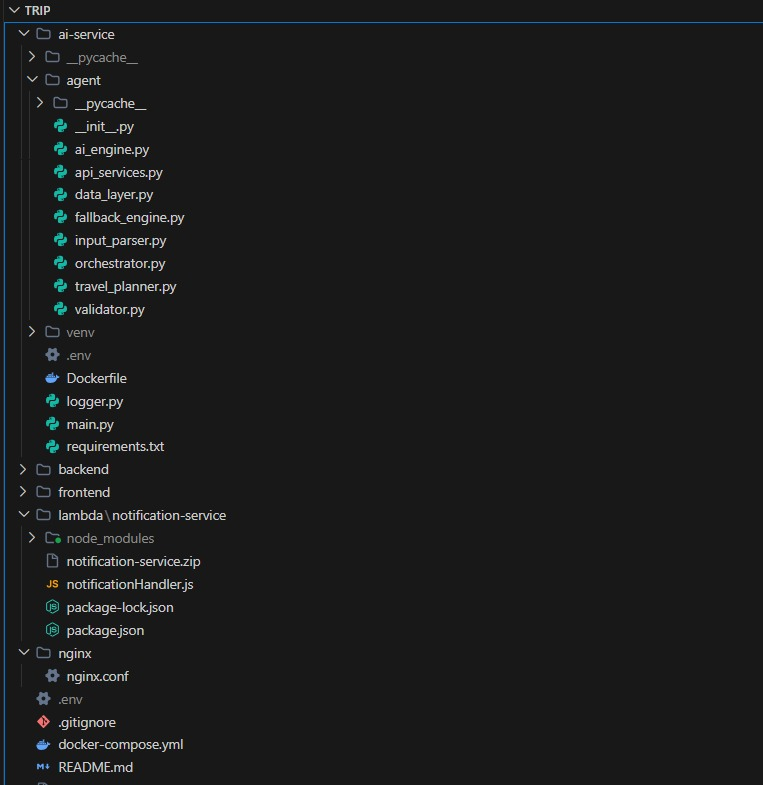 TRIP
ai-service
__pycache__
agent
__pycache__
__init__.py
ai_engine.py
api_services.py
data_layer.py
fallback_engine.py
input_parser.py
orchestrator.py
travel_planner.py
validator.py
venv
.env
Dockerfile
logger.py
main.py
requirements.txt
backend
frontend
lambda\notification-service
node_modules
notification-service.zip
JS notificationHandler.js
package-lock.json
package.json
nginx
nginx.conf
.env
.gitignore
docker-compose.yml
README.md